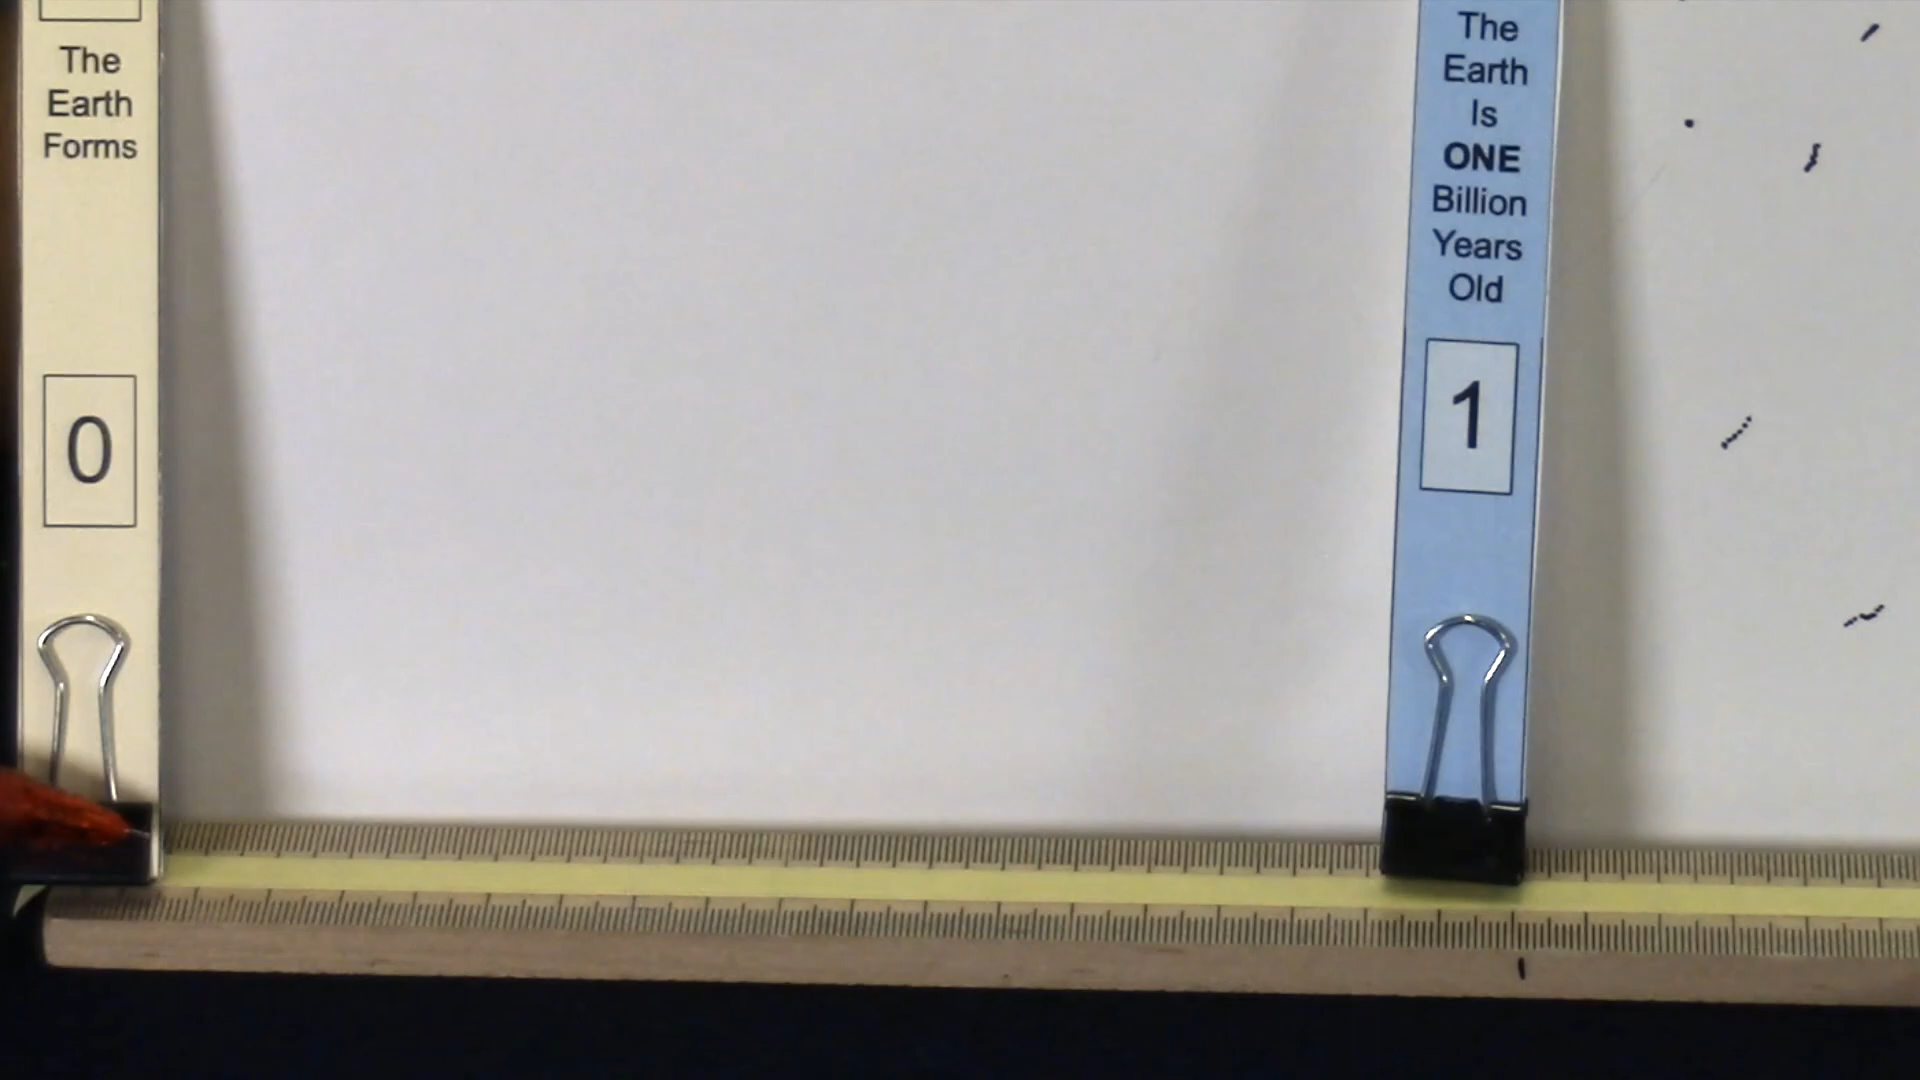 The
Earth
Forms
0
The
Earth
Is
ONE
Billion
Years
Old
1